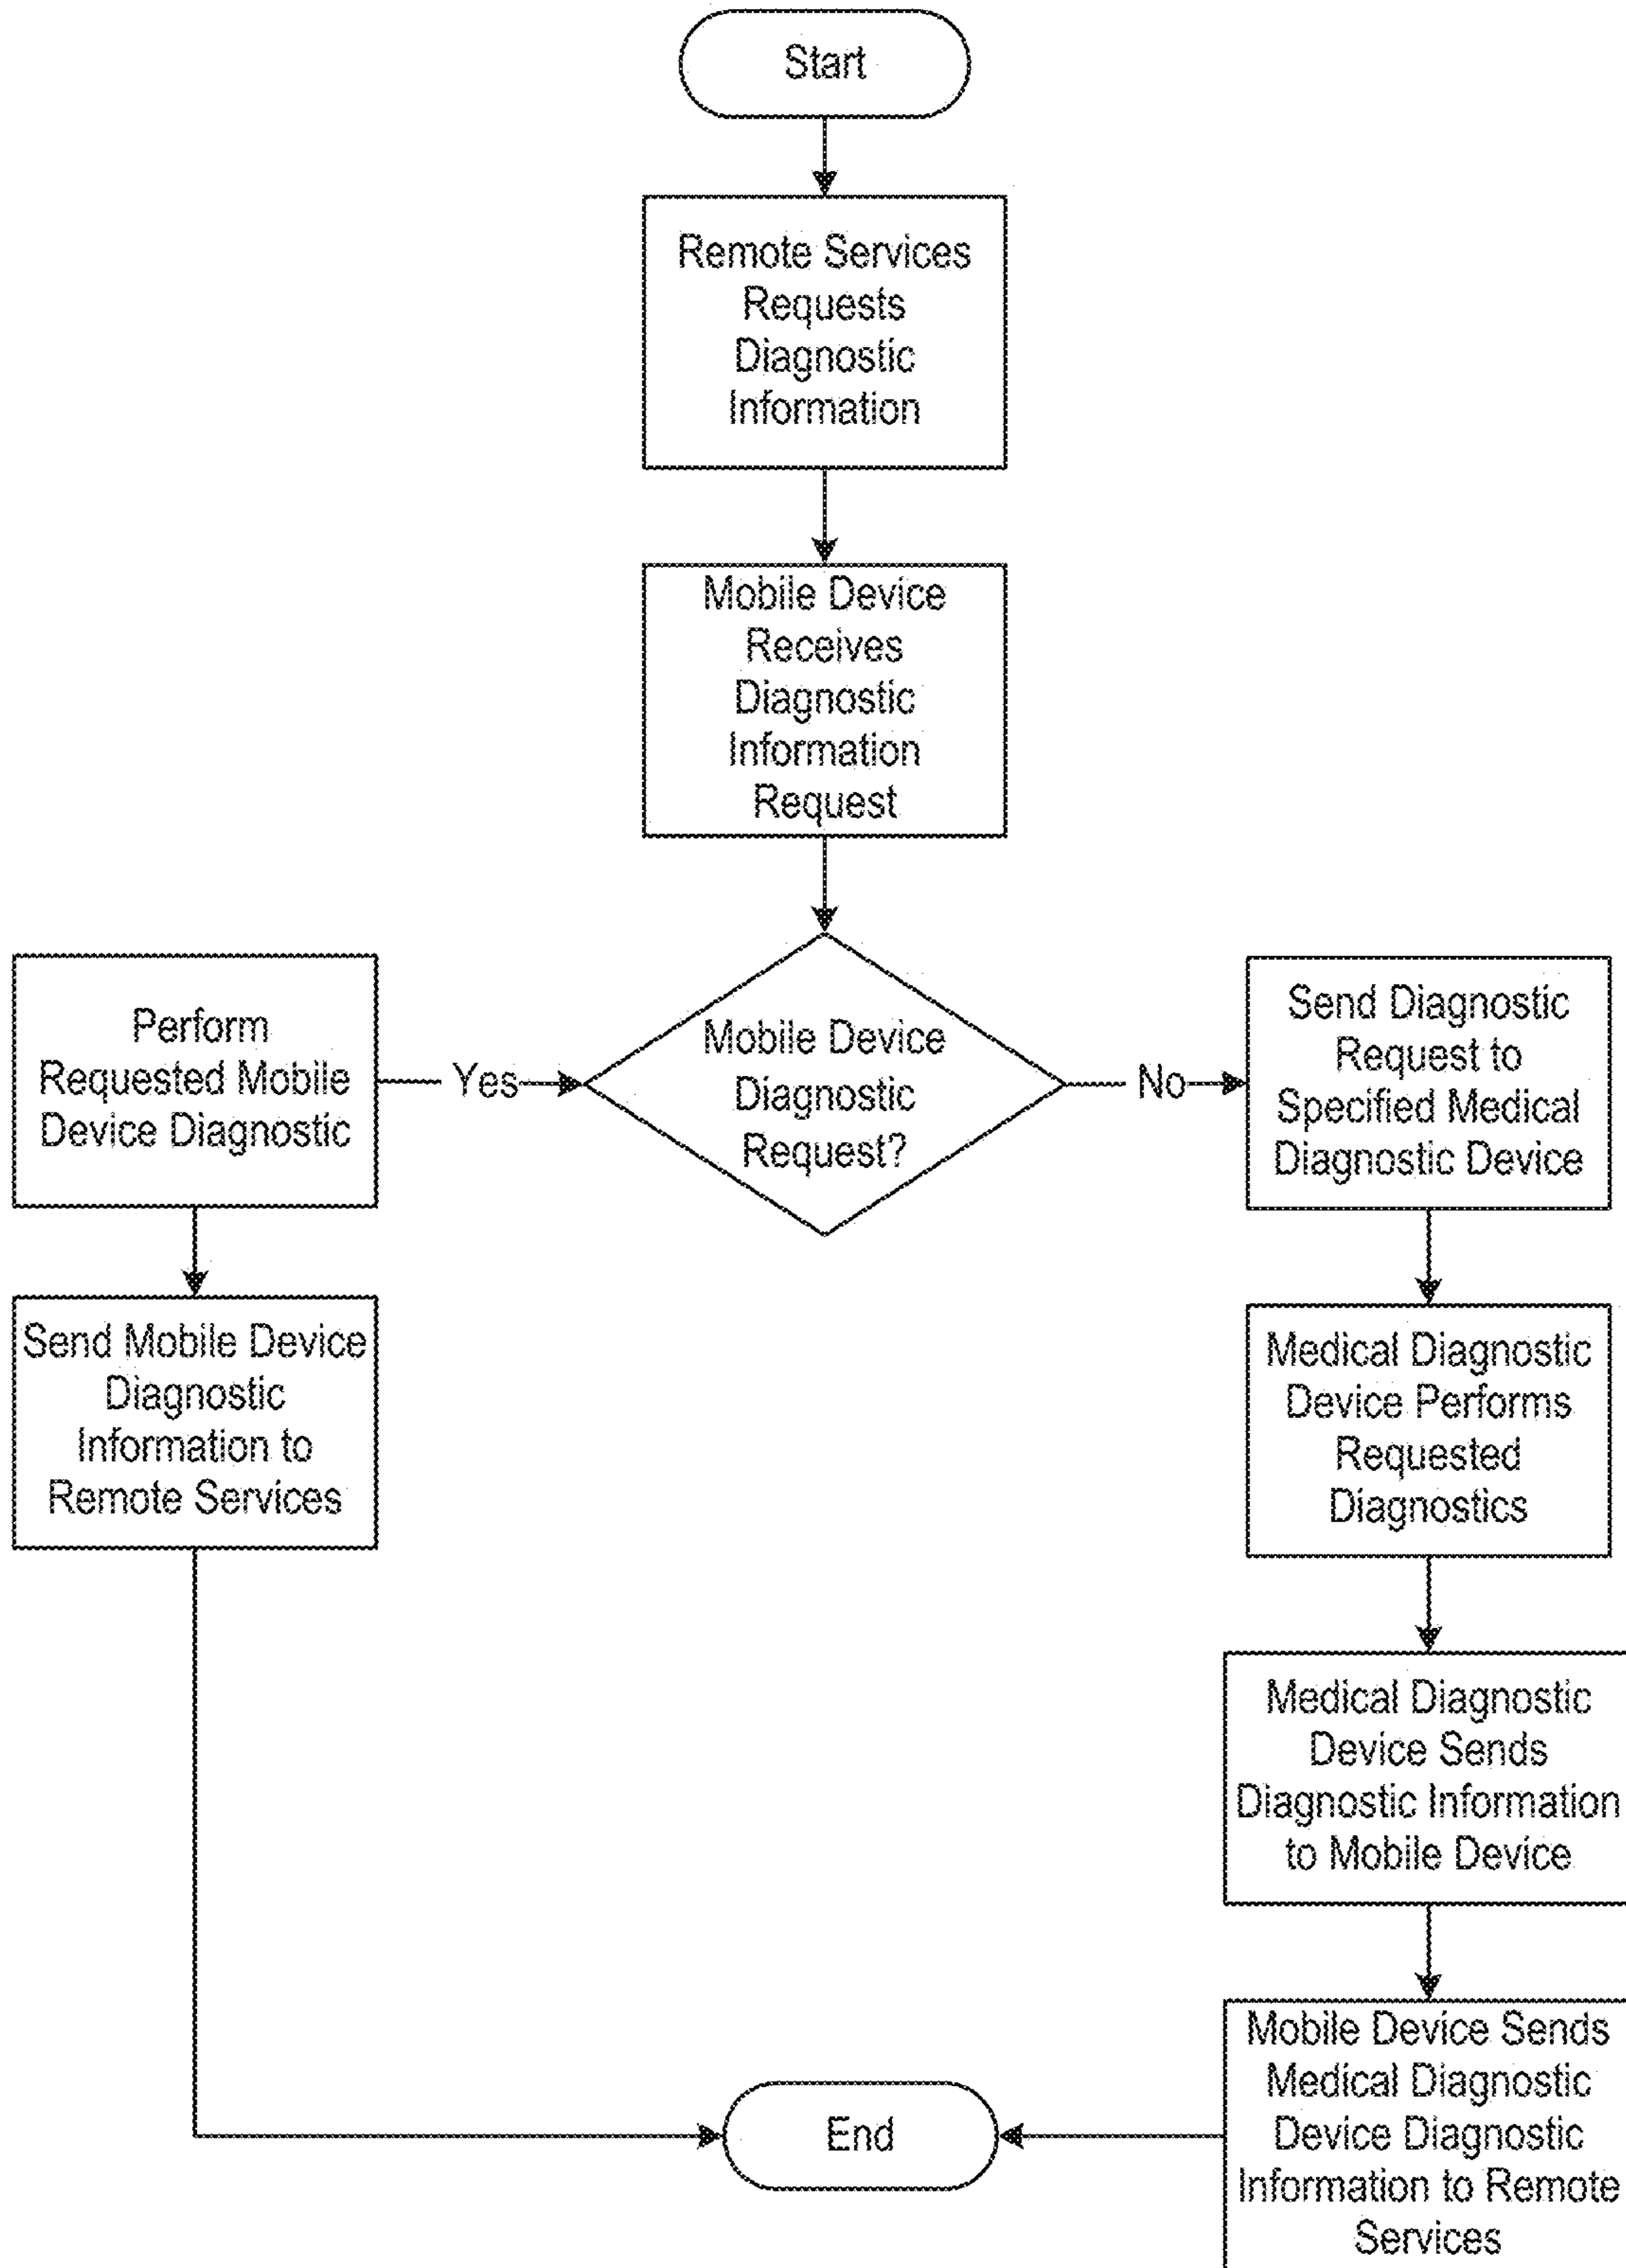 Start
Remote Services
Requests
Diagnostic
Information
Mobile Device
Receives
Diagnostic
Information
Request
Perform
Requested Mobile
Device Diagnostic
Yes
Mobile Device
Diagnostic
Request?
No
Send Diagnostic
Request to
Specified Medical
Diagnostic Device
Send Mobile Device
Diagnostic
Information to
Remote Services
Medical Diagnostic
Device Performs
Requested
Diagnostics
Medical Diagnostic
Device Sends
Diagnostic Information
to Mobile Device
End
Mobile Device Sends
Medical Diagnostic
Device Diagnostic
Information to Remote
Services